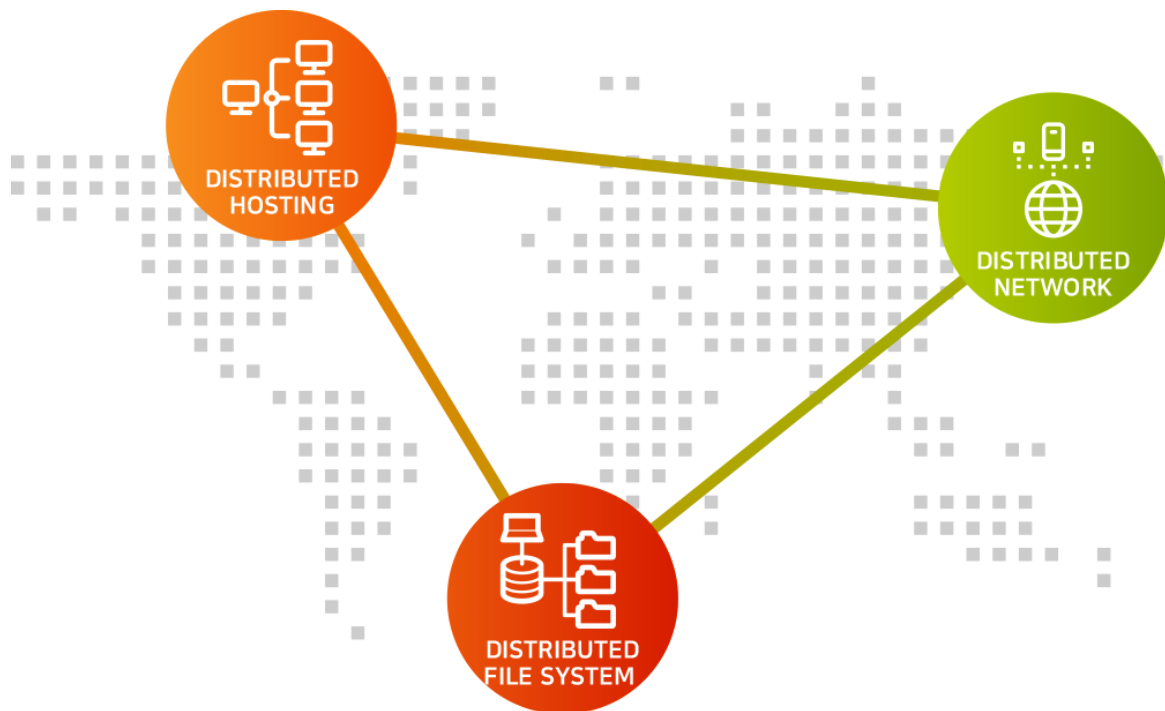 DISTRIBUTED
HOSTING
DISTRIBUTED
NETWORK
DISTRIBUTED
FILE SYSTEM